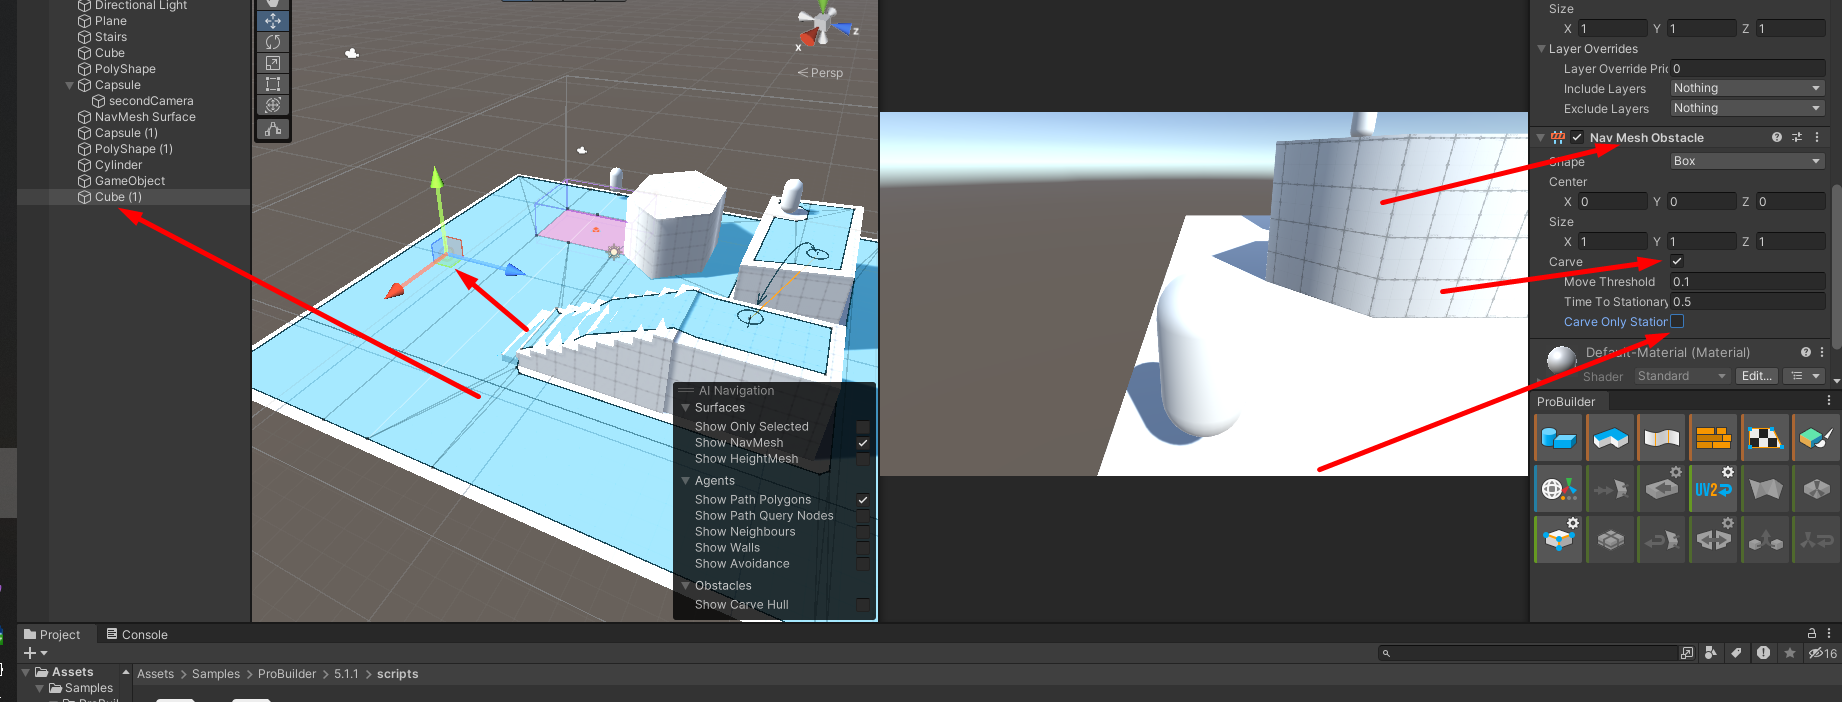 Directional Light
Plane
Stairs
Cube
PolyShape
Capsule
secondCamera
NavMesh Surface
Capsule (1)
PolyShape (1)
Cylinder
GameObject
Cube (1)
z
x
Persp
AI Navigation
Surfaces
Show Only Selected
Show NavMesh
Show HeightMesh
Agents
Show Path Polygons
Show Path Query Nodes
Show Neighbours
Show Walls
Show Avoidance
Obstacles
Show Carve Hull
Size
X 1 Y 1 Z 1
Layer Overrides
Layer Override Pric 0
Include Layers Nothing
Exclude Layers Nothing
Nav Mesh Obstacle
Shape Box
Center
X 0 Y 0 Z 0
Size
X 1 Y 1 Z 1
Carve
Move Threshold 0.1
Time To Stationary 0.5
Carve Only Station
Default-Material (Material)
Shader Standard Edit...
ProBuilder
UV2
Project Console
16
Assets
Samples
ProBuil
Assets > Samples > ProBuilder > 5.1.1 > scripts